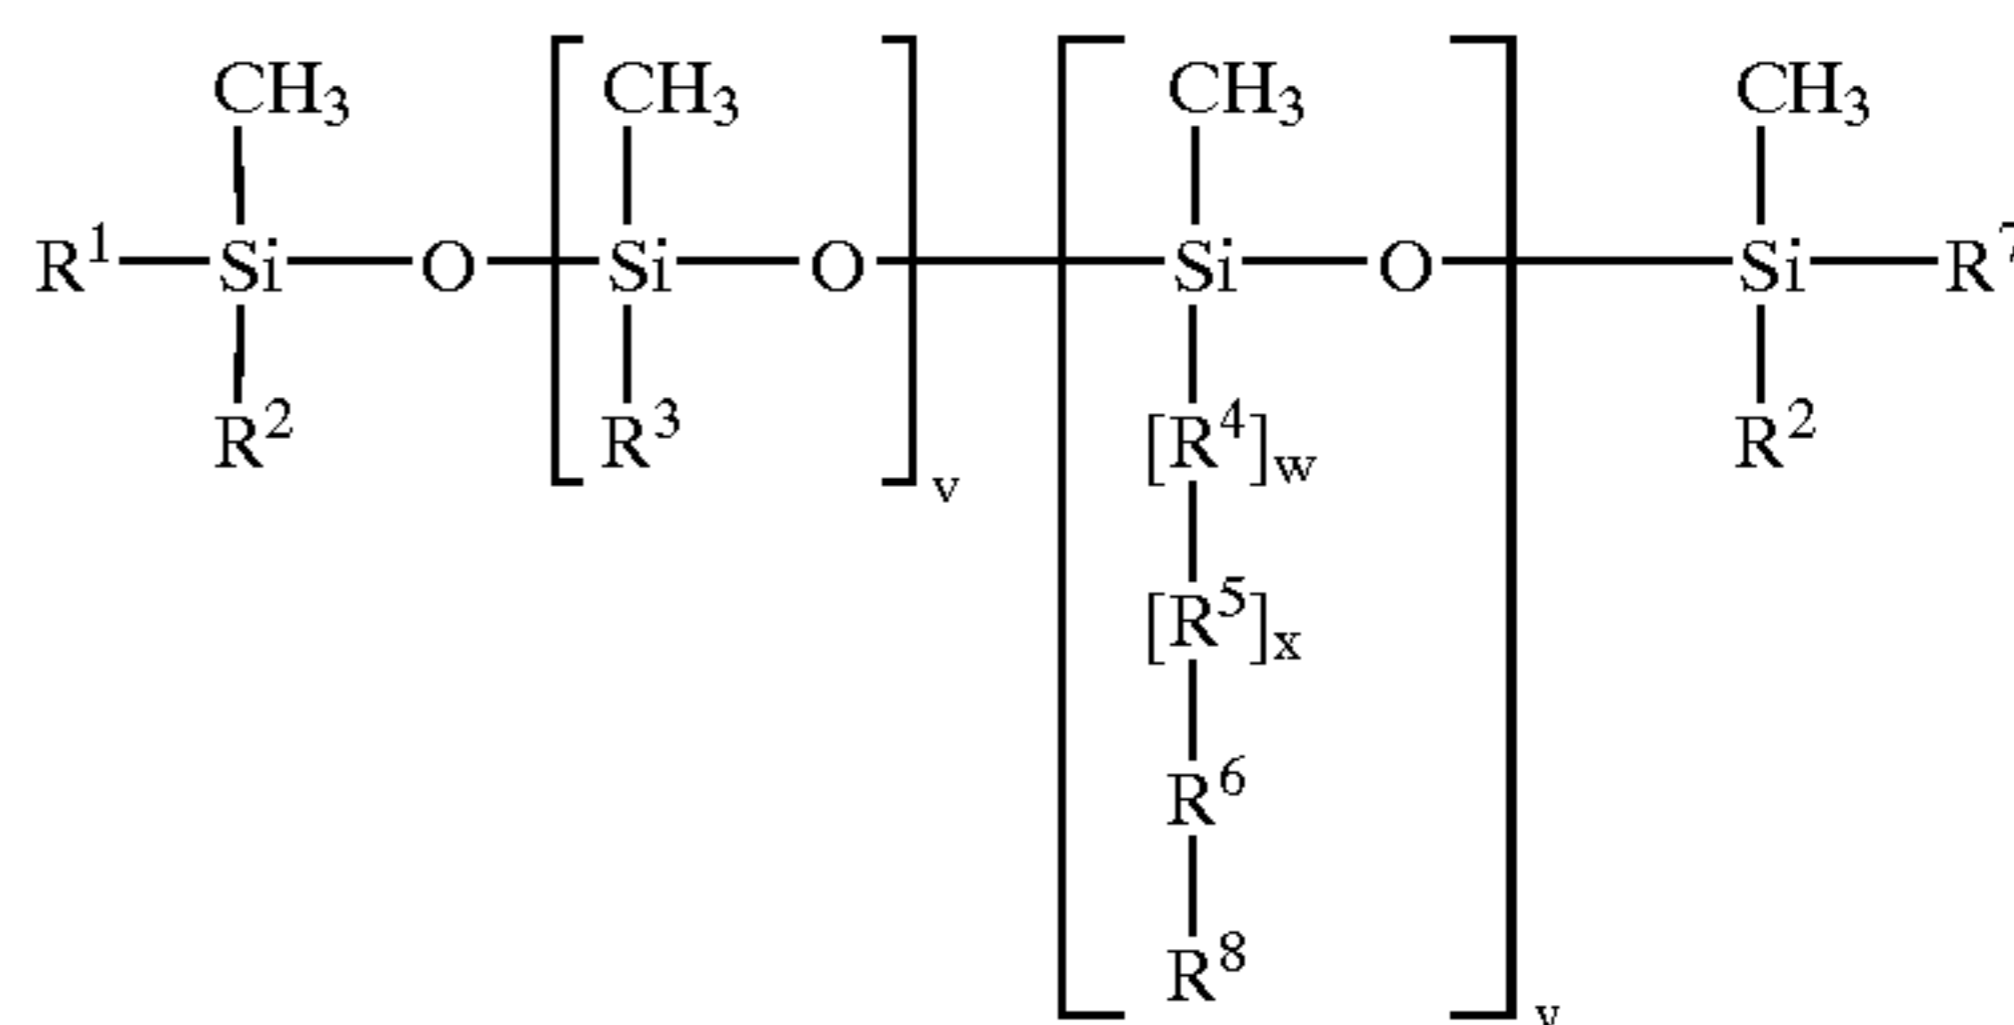 CH3 CH3 CH3 CH3
R1 Si O Si O Si O Si R7
R2 R3 [R4]w R2
v
[R5]x
R6
R8